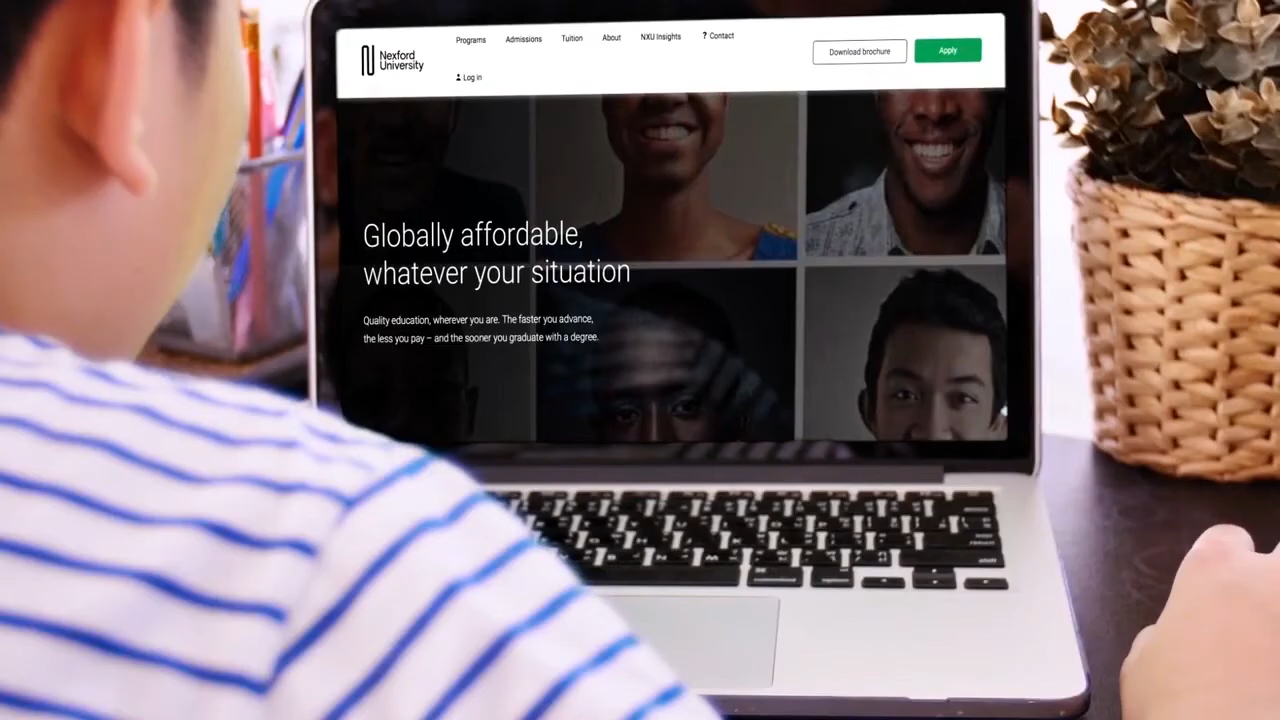 Nexford
University
Programs
Admissions
Tuition
About
NXU Insights
? Contact
Log in
Download brochure
Apply
Globally affordable,
whatever your situation
Quality education, wherever you are. The faster you advance,
the less you pay – and the sooner you graduate with a degree.